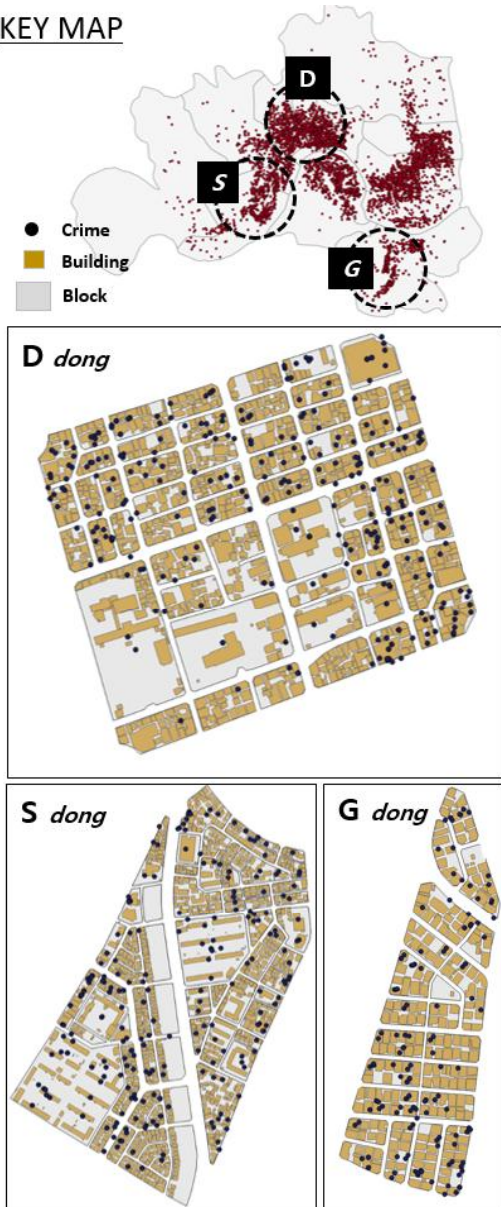 KEY MAP
D
S
G
Crime
Building
Block
D dong
S dong
G dong